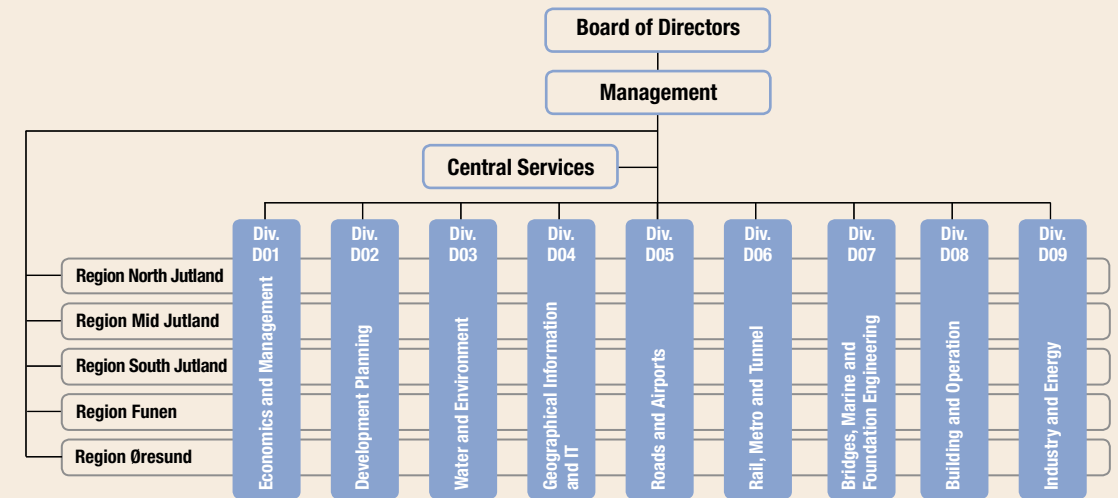 Board of Directors
Management
Central Services
Div.
D01
Div.
D02
Div.
D03
Div.
D04
Div.
D05
Div.
D06
Div.
D07
Div.
D08
Div.
D09
Region North Jutland
Region Mid Jutland
Region South Jutland
Region Funen
Region Øresund
Economics and Management
Development Planning
Water and Environment
Geographical Information
and IT
Roads and Airports
Rail, Metro and Tunnel
Bridges, Marine and
Foundation Engineering
Building and Operation
Industry and Energy